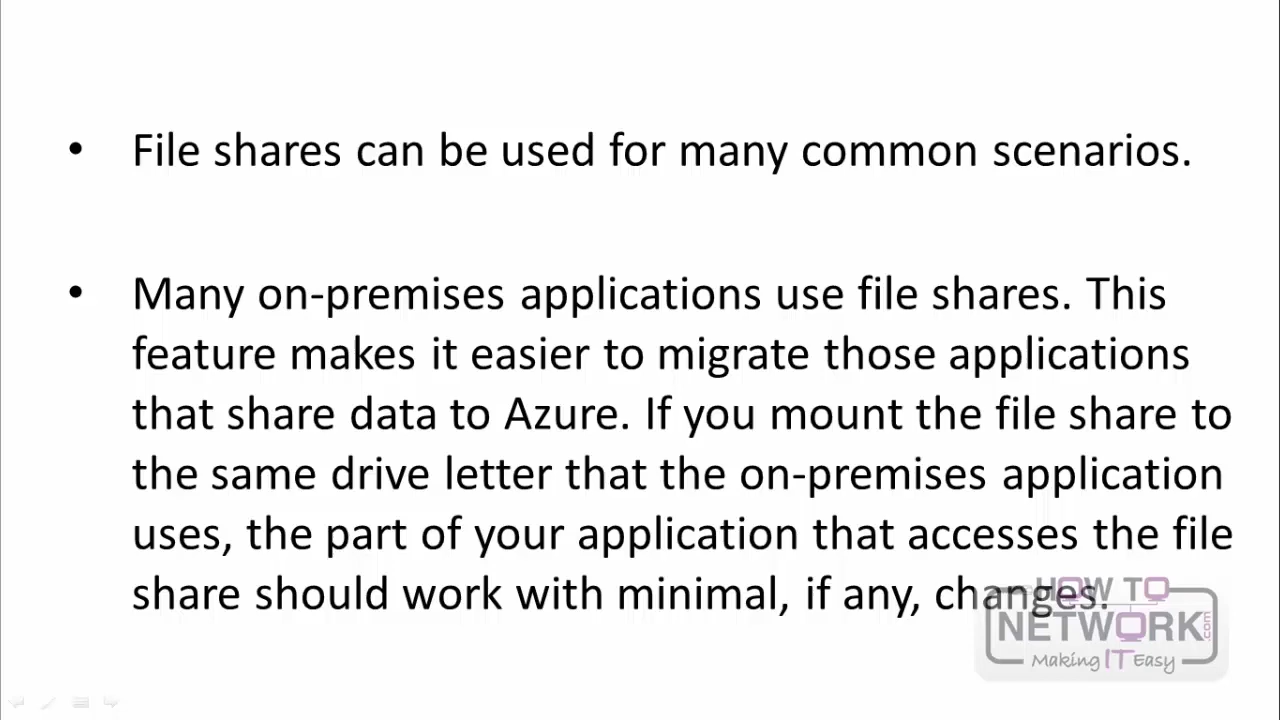 • File shares can be used for many common scenarios.
• Many on-premises applications use file shares. This
feature makes it easier to migrate those applications
that share data to Azure. If you mount the file share to
the same drive letter that the on-premises application
uses, the part of your application that accesses the file
share should work with minimal, if any, changes.
HOW TO
NETWORK.com
Making IT Easy